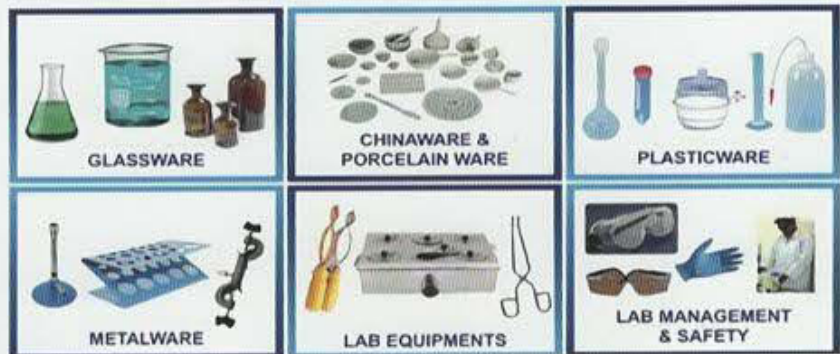 GLASSWARE
CHINAWARE &
PORCELAIN WARE
PLASTICWARE
METALWARE
LAB EQUIPMENTS
LAB MANAGEMENT
& SAFETY